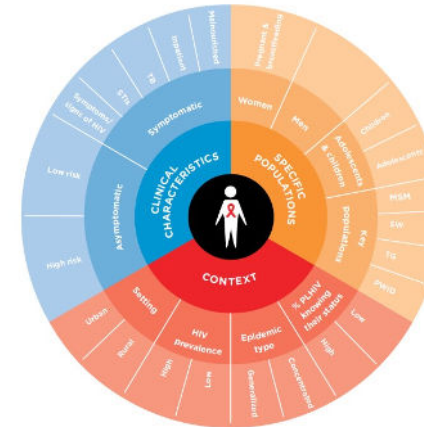 CLINICAL
CHARACTERISTICS
Symptomatic
Asymptomatic
Malnourished
Inpatient
TB
STIs
Symptoms/
signs of HIV
Low risk
High risk
SPECIFIC
POPULATIONS
Women
Men
Adolescents
& children
Key
populations
Pregnant &
breastfeeding
Children
Adolescents
MSM
SW
TG
PWID
CONTEXT
Setting
HIV
prevalence
Epidemic
type
% PLHIV knowing
their status
Urban
Rural
High
Low
Generalized
Concentrated
High
Low